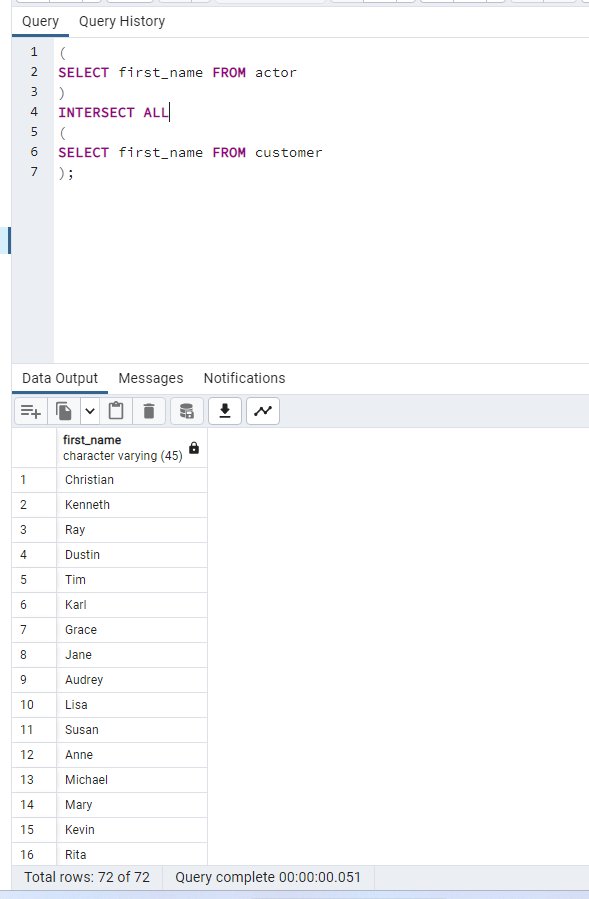 Query Query History
1 (
2 SELECT first_name FROM actor
3 )
4 INTERSECT ALL
5 (
6 SELECT first_name FROM customer
7 );
Data Output Messages Notifications
first_name
character varying (45)
1 Christian
2 Kenneth
3 Ray
4 Dustin
5 Tim
6 Karl
7 Grace
8 Jane
9 Audrey
10 Lisa
11 Susan
12 Anne
13 Michael
14 Mary
15 Kevin
16 Rita
Total rows: 72 of 72 Query complete 00:00:00.051